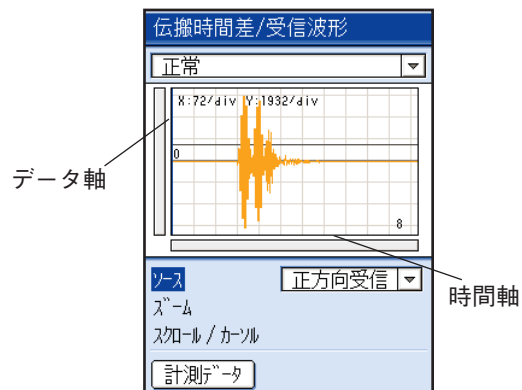 伝搬時間差/受信波形
正常
X:72/div Y:1932/div
0
データ軸
8
時間軸
ソース 正方向受信
ズーム
スクロール / カーソル
計測データ